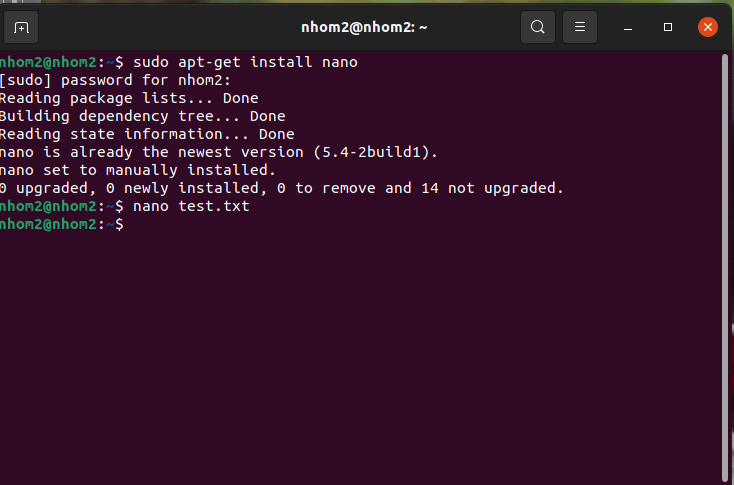 nhom2@nhom2: ~
nhom2@nhom2:~$ sudo apt-get install nano
[sudo] password for nhom2:
Reading package lists... Done
Building dependency tree... Done
Reading state information... Done
nano is already the newest version (5.4-2build1).
nano set to manually installed.
0 upgraded, 0 newly installed, 0 to remove and 14 not upgraded.
nhom2@nhom2:~$ nano test.txt
nhom2@nhom2:~$